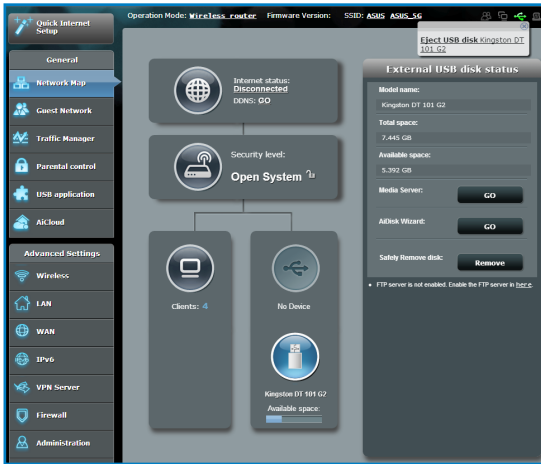 Quick Internet
Setup
Operation Mode: Wireless router Firmware Version: SSID: ASUS ASUS_5G
Eject USB disk Kingston DT
101 G2
General
Network Map
Guest Network
Traffic Manager
Parental control
USB application
AiCloud
Advanced Settings
Wireless
LAN
WAN
IPv6
VPN Server
Firewall
Administration
Internet status:
Disconnected
DDNS: GO
Security level:
Open System
Clients: 4
No Device
Kingston DT 101 G2
Available space:
External USB disk status
Model name:
Kingston DT 101 G2
Total space:
7.445 GB
Available space:
5.392 GB
Media Server: GO
AiDisk Wizard: GO
Safely Remove disk: Remove
• FTP server is not enabled. Enable the FTP server in here.